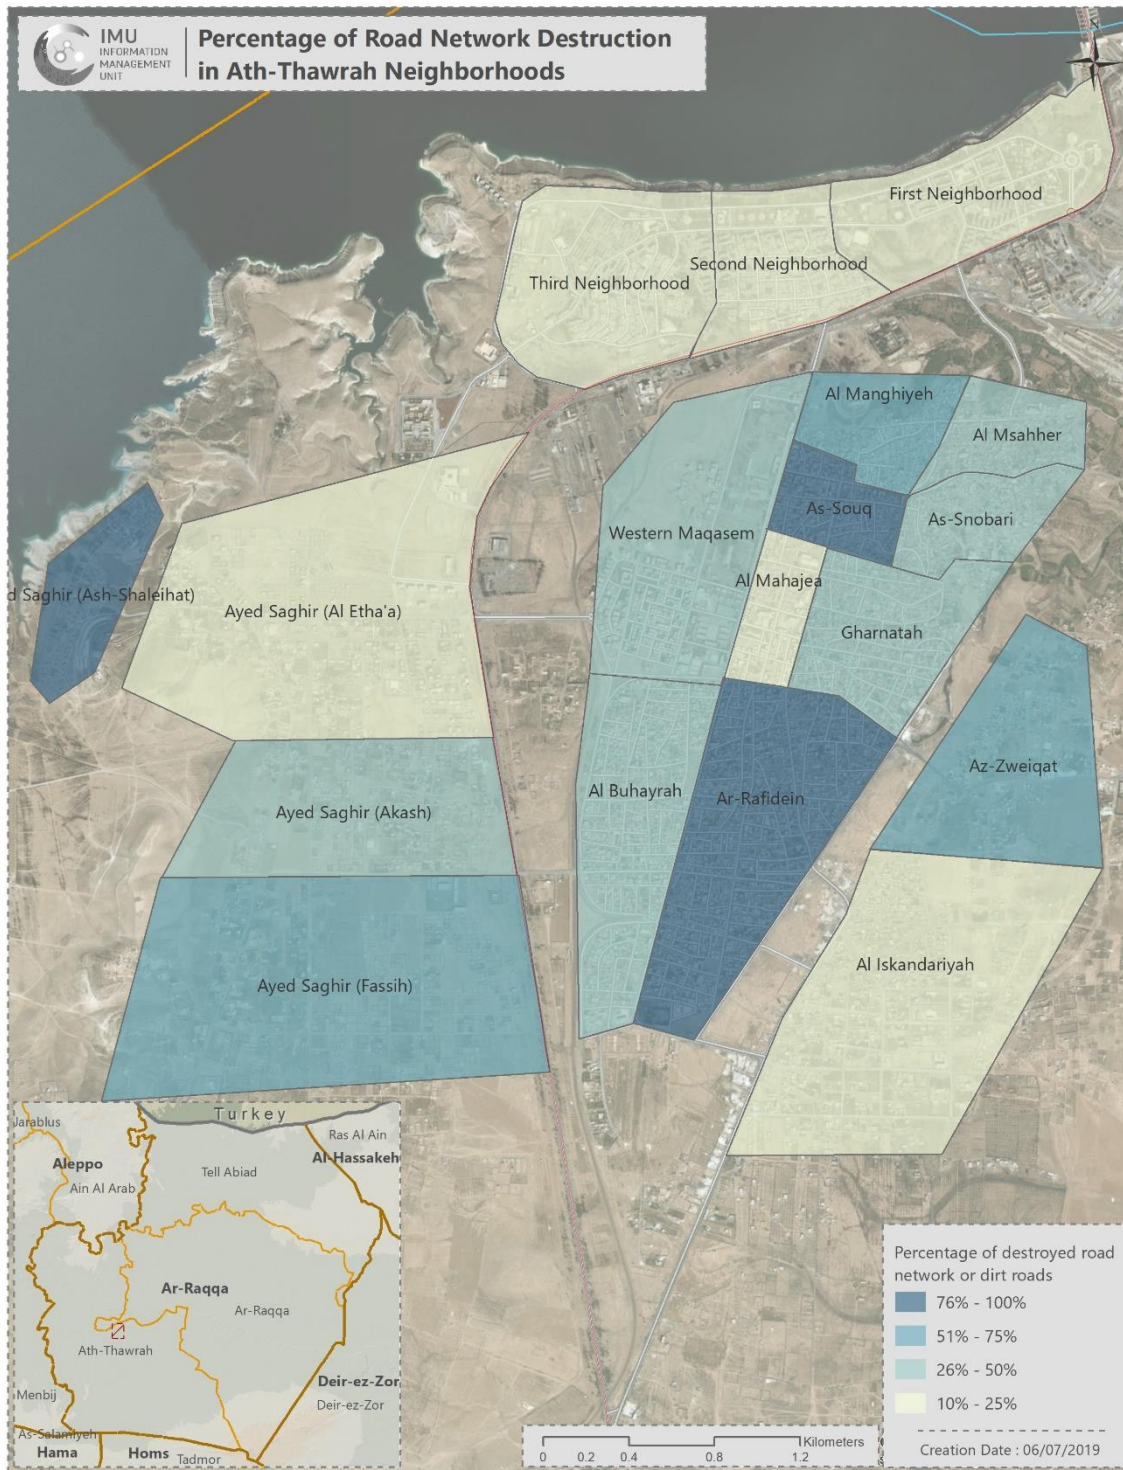 IMU
INFORMATION
MANAGEMENT
UNIT
Percentage of Road Network Destruction
in Ath-Thawrah Neighborhoods
First Neighborhood
Second Neighborhood
Third Neighborhood
Al Manghiyeh
Al Msahher
As-Souq
As-Snobari
Western Maqasem
Al Mahajea
d Saghir (Ash-Shaleihat)
Ayed Saghir (Al Etha'a)
Gharnatah
Az-Zweiqat
Al Buhayrah
Ar-Rafidein
Ayed Saghir (Akash)
Al Iskandariyah
Ayed Saghir (Fassih)
Turkey
Jarablus
Ras Al Ain
Aleppo
Al-Hassakeh
Tell Abiad
Ain Al Arab
Ar-Raqqa
Ar-Raqqa
Ath-Thawrah
Deir-ez-Zor
Menbij
Deir-ez-Zor
As-Salamiyeh
Hama
Homs
Tadmor
Percentage of destroyed road
network or dirt roads
76% - 100%
51% - 75%
26% - 50%
10% - 25%
Creation Date : 06/07/2019
Kilometers
0 0.2 0.4 0.8 1.2